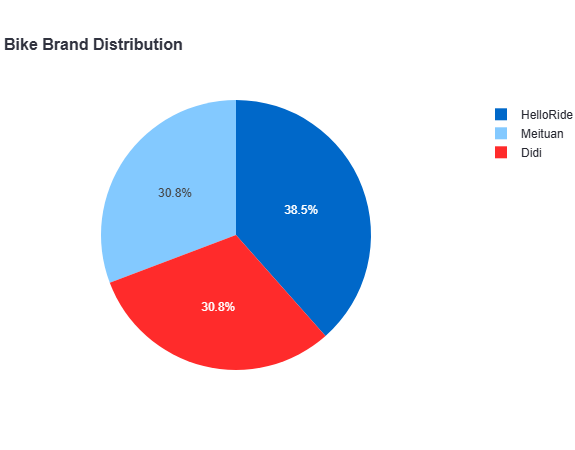 Bike Brand Distribution
HelloRide
Meituan
Didi
30.8%
38.5%
30.8%